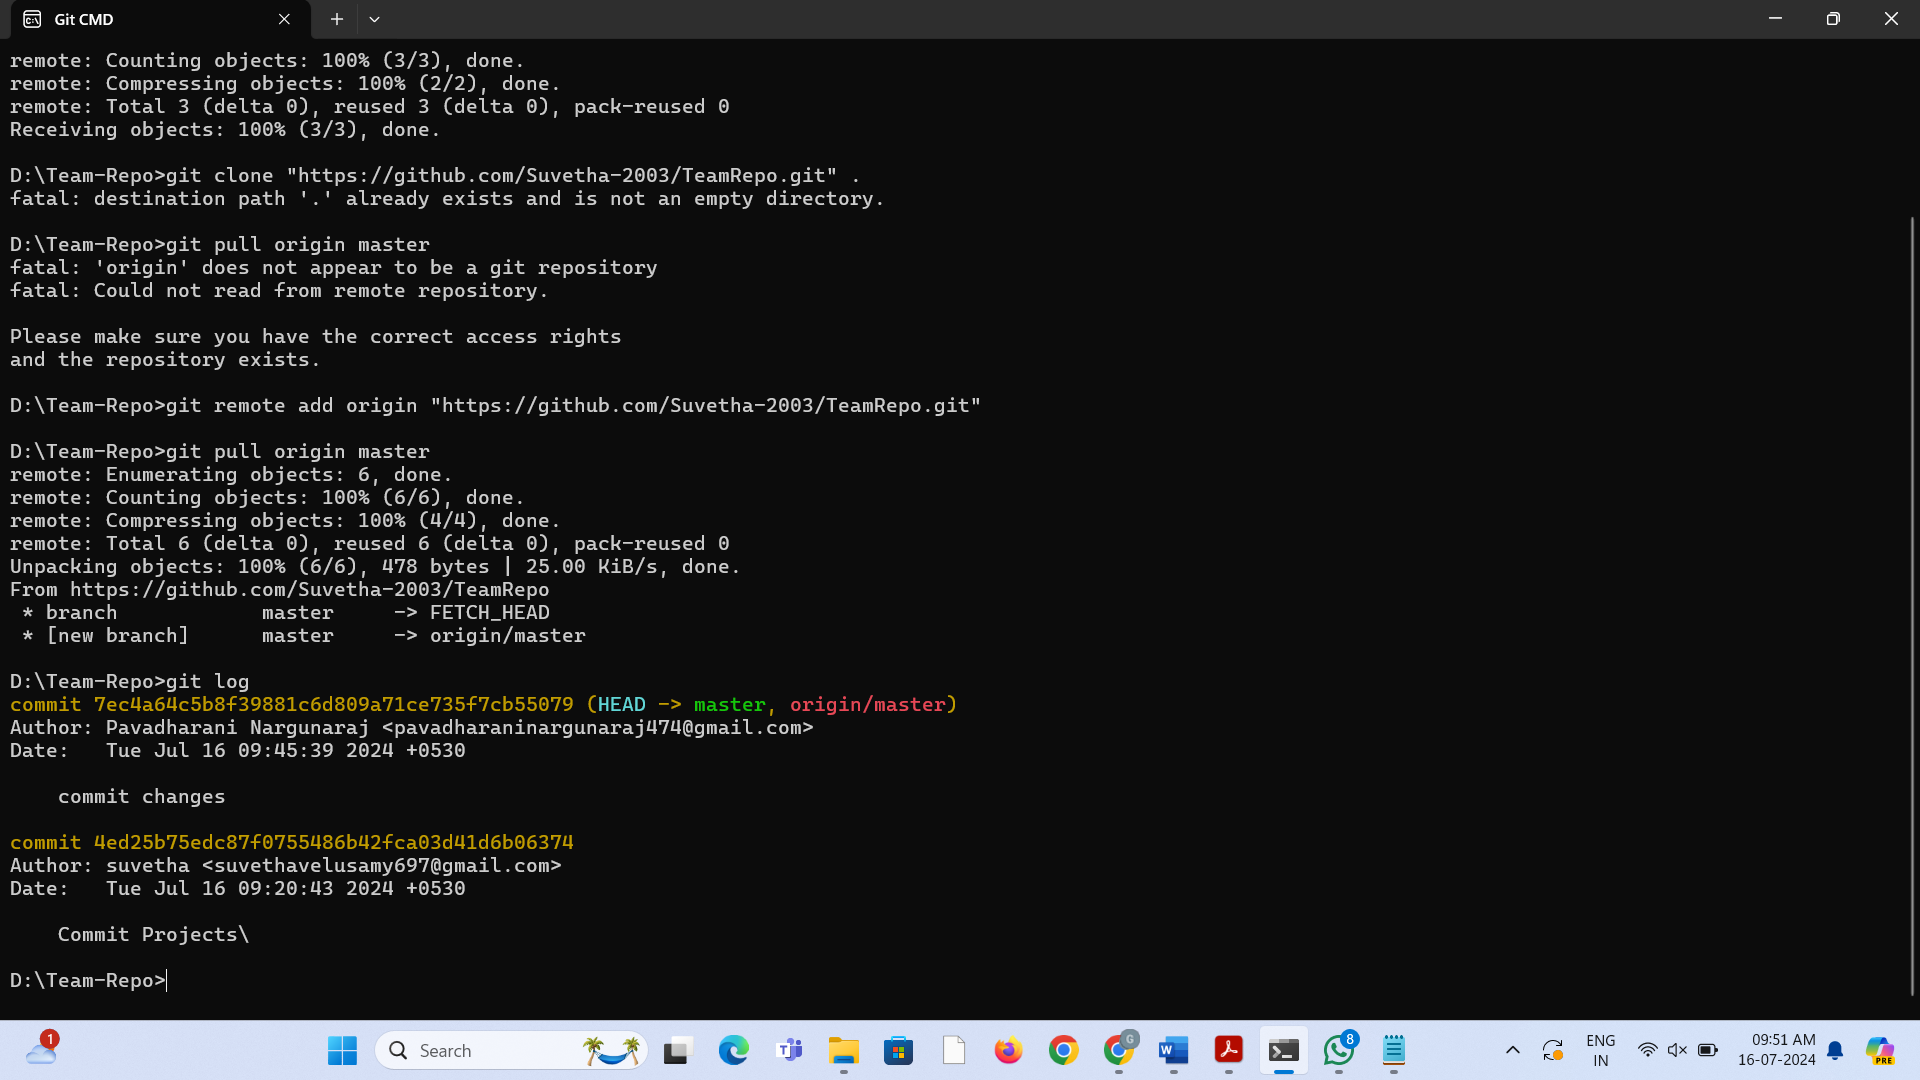 Git CMD
remote: Counting objects: 100% (3/3), done.
remote: Compressing objects: 100% (2/2), done.
remote: Total 3 (delta 0), reused 3 (delta 0), pack-reused 0
Receiving objects: 100% (3/3), done.
D:\Team-Repo>git clone "https://github.com/Suvetha-2003/TeamRepo.git" .
fatal: destination path '.' already exists and is not an empty directory.
D:\Team-Repo>git pull origin master
fatal: 'origin' does not appear to be a git repository
fatal: Could not read from remote repository.
Please make sure you have the correct access rights
and the repository exists.
D:\Team-Repo>git remote add origin "https://github.com/Suvetha-2003/TeamRepo.git"
D:\Team-Repo>git pull origin master
remote: Enumerating objects: 6, done.
remote: Counting objects: 100% (6/6), done.
remote: Compressing objects: 100% (4/4), done.
remote: Total 6 (delta 0), reused 6 (delta 0), pack-reused 0
Unpacking objects: 100% (6/6), 478 bytes | 25.00 KiB/s, done.
From https://github.com/Suvetha-2003/TeamRepo
 * branch            master     -> FETCH_HEAD
 * [new branch]      master     -> origin/master
D:\Team-Repo>git log
commit 7ec4a64c5b8f39881c6d809a71ce735f7cb55079 (HEAD -> master, origin/master)
Author: Pavadharani Nargunaraj <pavadharaninargunaraj474@gmail.com>
Date:   Tue Jul 16 09:45:39 2024 +0530
    commit changes
commit 4ed25b75edc87f0755486b42fca03d41d6b06374
Author: suvetha <suvethavelusamy697@gmail.com>
Date:   Tue Jul 16 09:20:43 2024 +0530
    Commit Projects\
D:\Team-Repo>
1
Search
G
8
ENG
IN
09:51 AM
16-07-2024
PRE